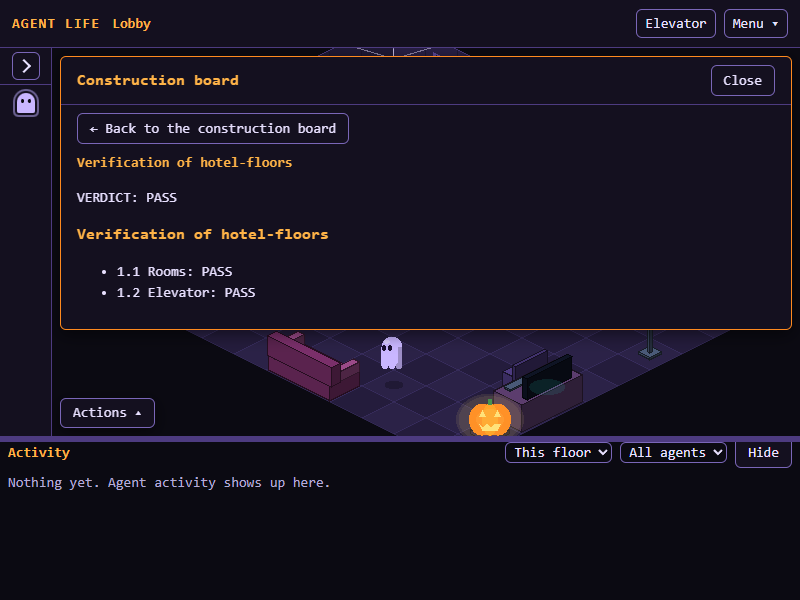 AGENT LIFE Lobby
Elevator
Menu ▾
Construction board
Close
← Back to the construction board
Verification of hotel-floors
VERDICT: PASS
Verification of hotel-floors
• 1.1 Rooms: PASS
• 1.2 Elevator: PASS
Actions ▴
Activity
This floor
All agents
Hide
Nothing yet. Agent activity shows up here.